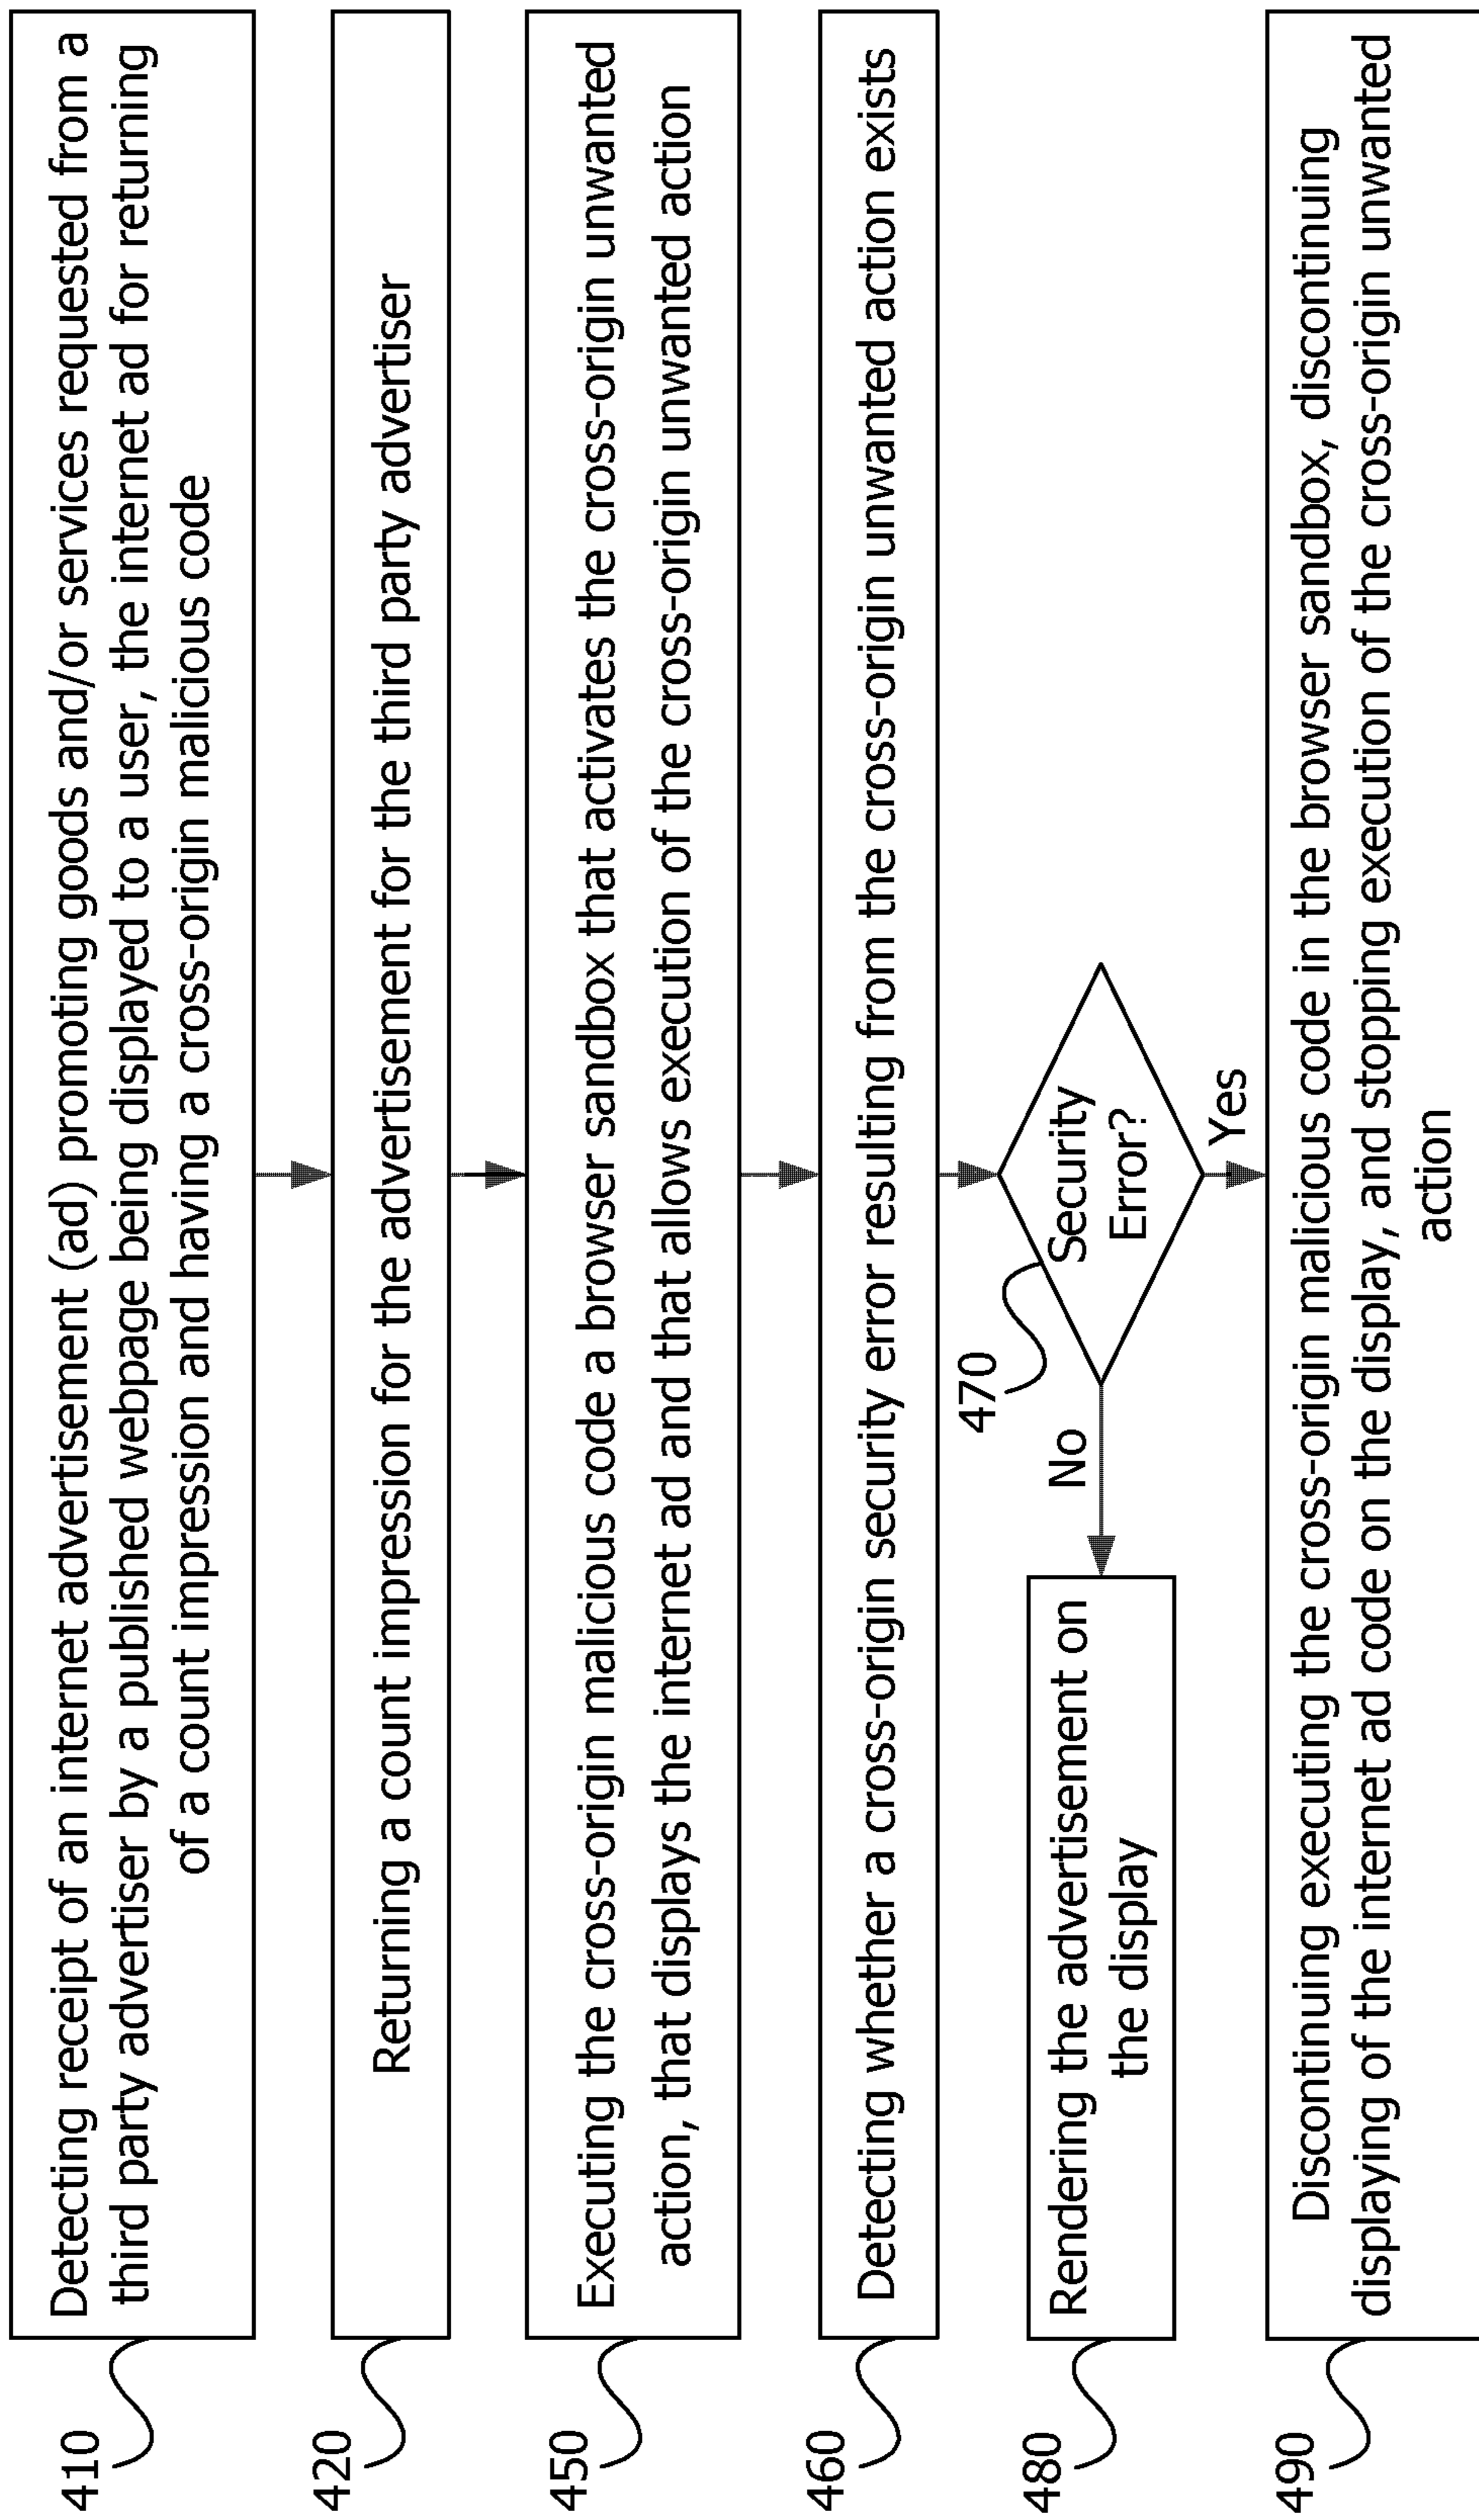 410
Detecting receipt of an internet advertisement (ad) promoting goods and/or services requested from a
third party advertiser by a published webpage being displayed to a user, the internet ad for returning
of a count impression and having a cross-origin malicious code
420
Returning a count impression for the advertisement for the third party advertiser
450
Executing the cross-origin malicious code a browser sandbox that activates the cross-origin unwanted
action, that displays the internet ad and that allows execution of the cross-origin unwanted action
460
Detecting whether a cross-origin security error resulting from the cross-origin unwanted action exists
470
Security
Error?
No
Yes
480
Rendering the advertisement on
the display
490
Discontinuing executing the cross-origin malicious code in the browser sandbox, discontinuing
displaying of the internet ad code on the display, and stopping execution of the cross-origin unwanted
action